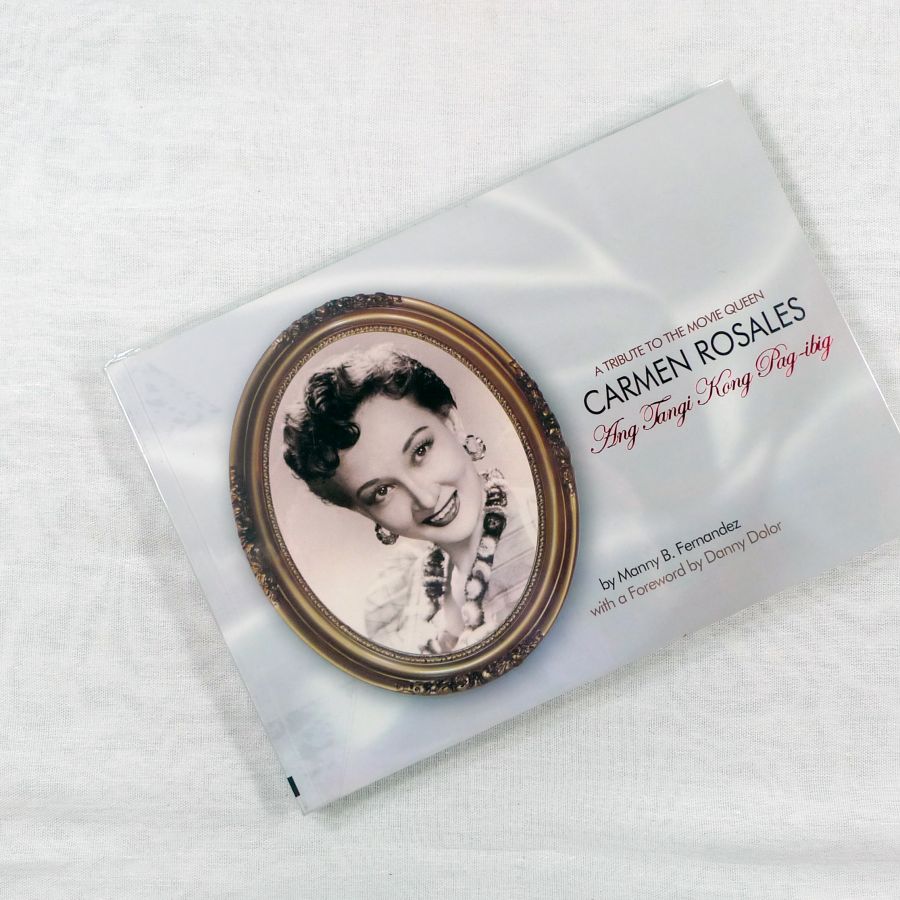 A TRIBUTE TO THE MOVIE QUEEN
CARMEN ROSALES
Ang Tangi Kong Pag-ibig
by Manny B. Fernandez
with a Foreword by Danny Dolor